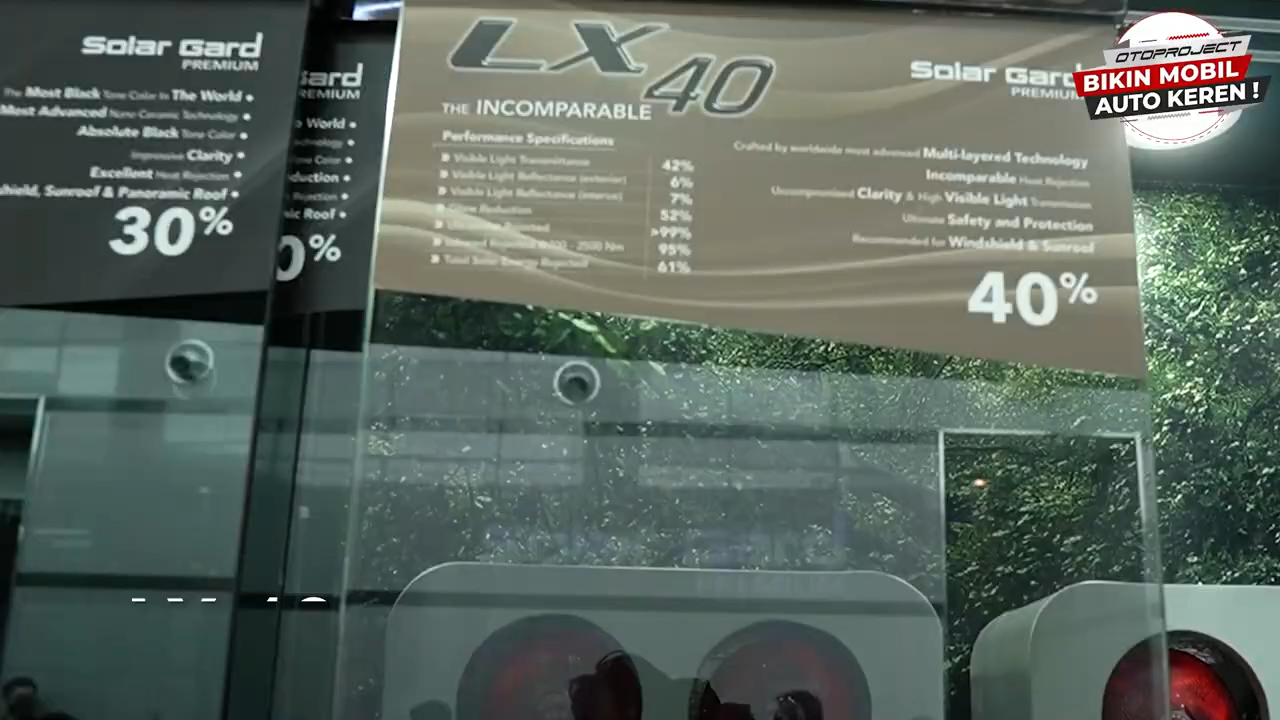 Solar Gard
PREMIUM
The Most Black Tone Color In The World
Most Advanced Nano Ceramic Technology
Absolute Black Tone Color
Impressive Clarity
Excellent Heat Rejection
Sunroof & Panoramic Roof
30%
Gard
World
Roof
LX 40
THE INCOMPARABLE
Performance Specifications
Visible Light Transmittance 42%
Visible Light Reflectance (exterior) 6%
Visible Light Reflectance (interior) 7%
Glare Reduction 52%
>99%
95%
Total Solar Energy Rejected 61%
Solar Gard
PREMIUM
Crafted by worldwide most advanced Multi-layered Technology
Incomparable Heat Rejection
Uncompromised Clarity & High Visible Light Transmission
Ultimate Safety and Protection
Recommended for Windshield & Sunroof
40%
OTOPROJECT
BIKIN MOBIL
AUTO KEREN !